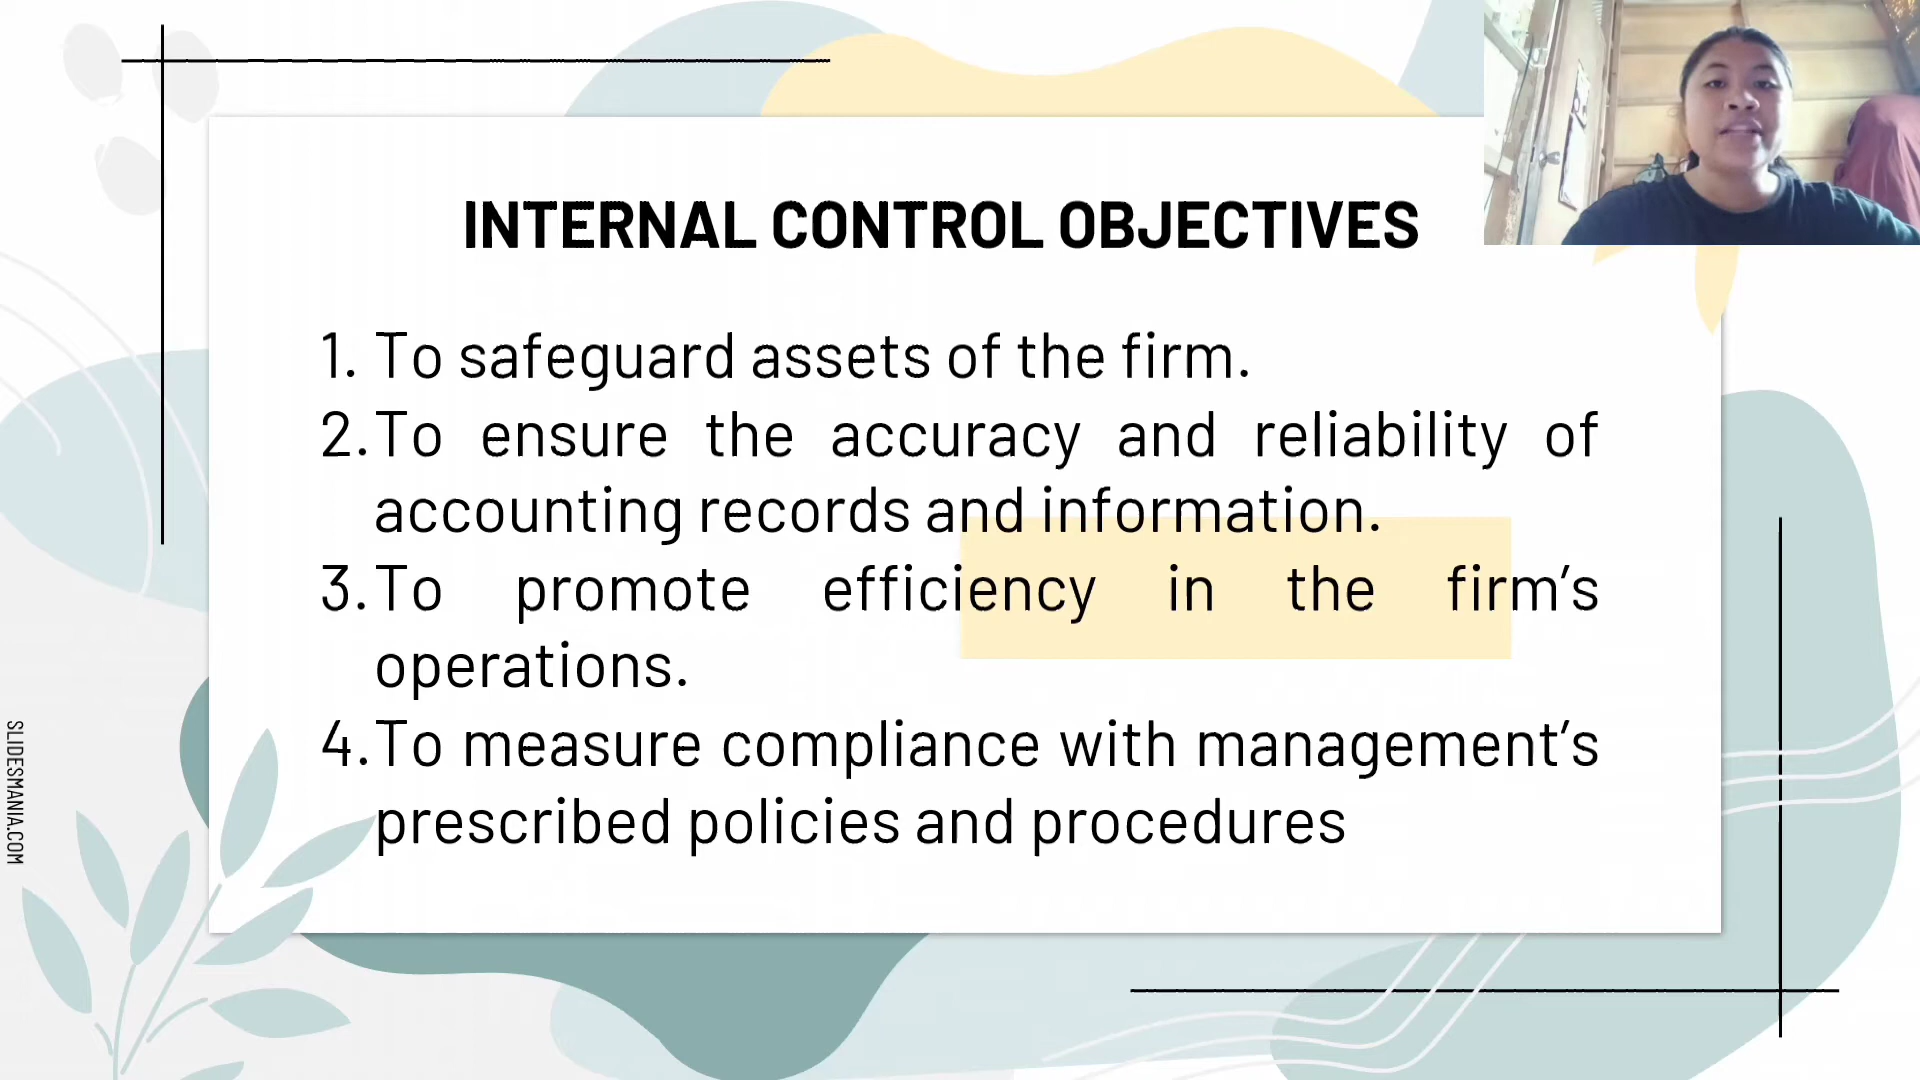 INTERNAL CONTROL OBJECTIVES
1. To safeguard assets of the firm.
2. To ensure the accuracy and reliability of
accounting records and information.
3. To promote efficiency in the firm’s
operations.
4. To measure compliance with management’s
prescribed policies and procedures
SLIDESMANIA.COM